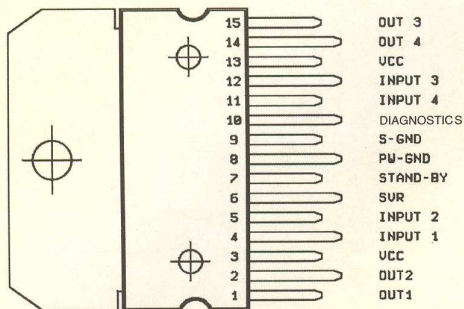 15 OUT 3
14 OUT 4
13 VCC
12 INPUT 3
11 INPUT 4
10 DIAGNOSTICS
9 S-GND
8 PW-GND
7 STAND-BY
6 SVR
5 INPUT 2
4 INPUT 1
3 VCC
2 OUT2
1 OUT1